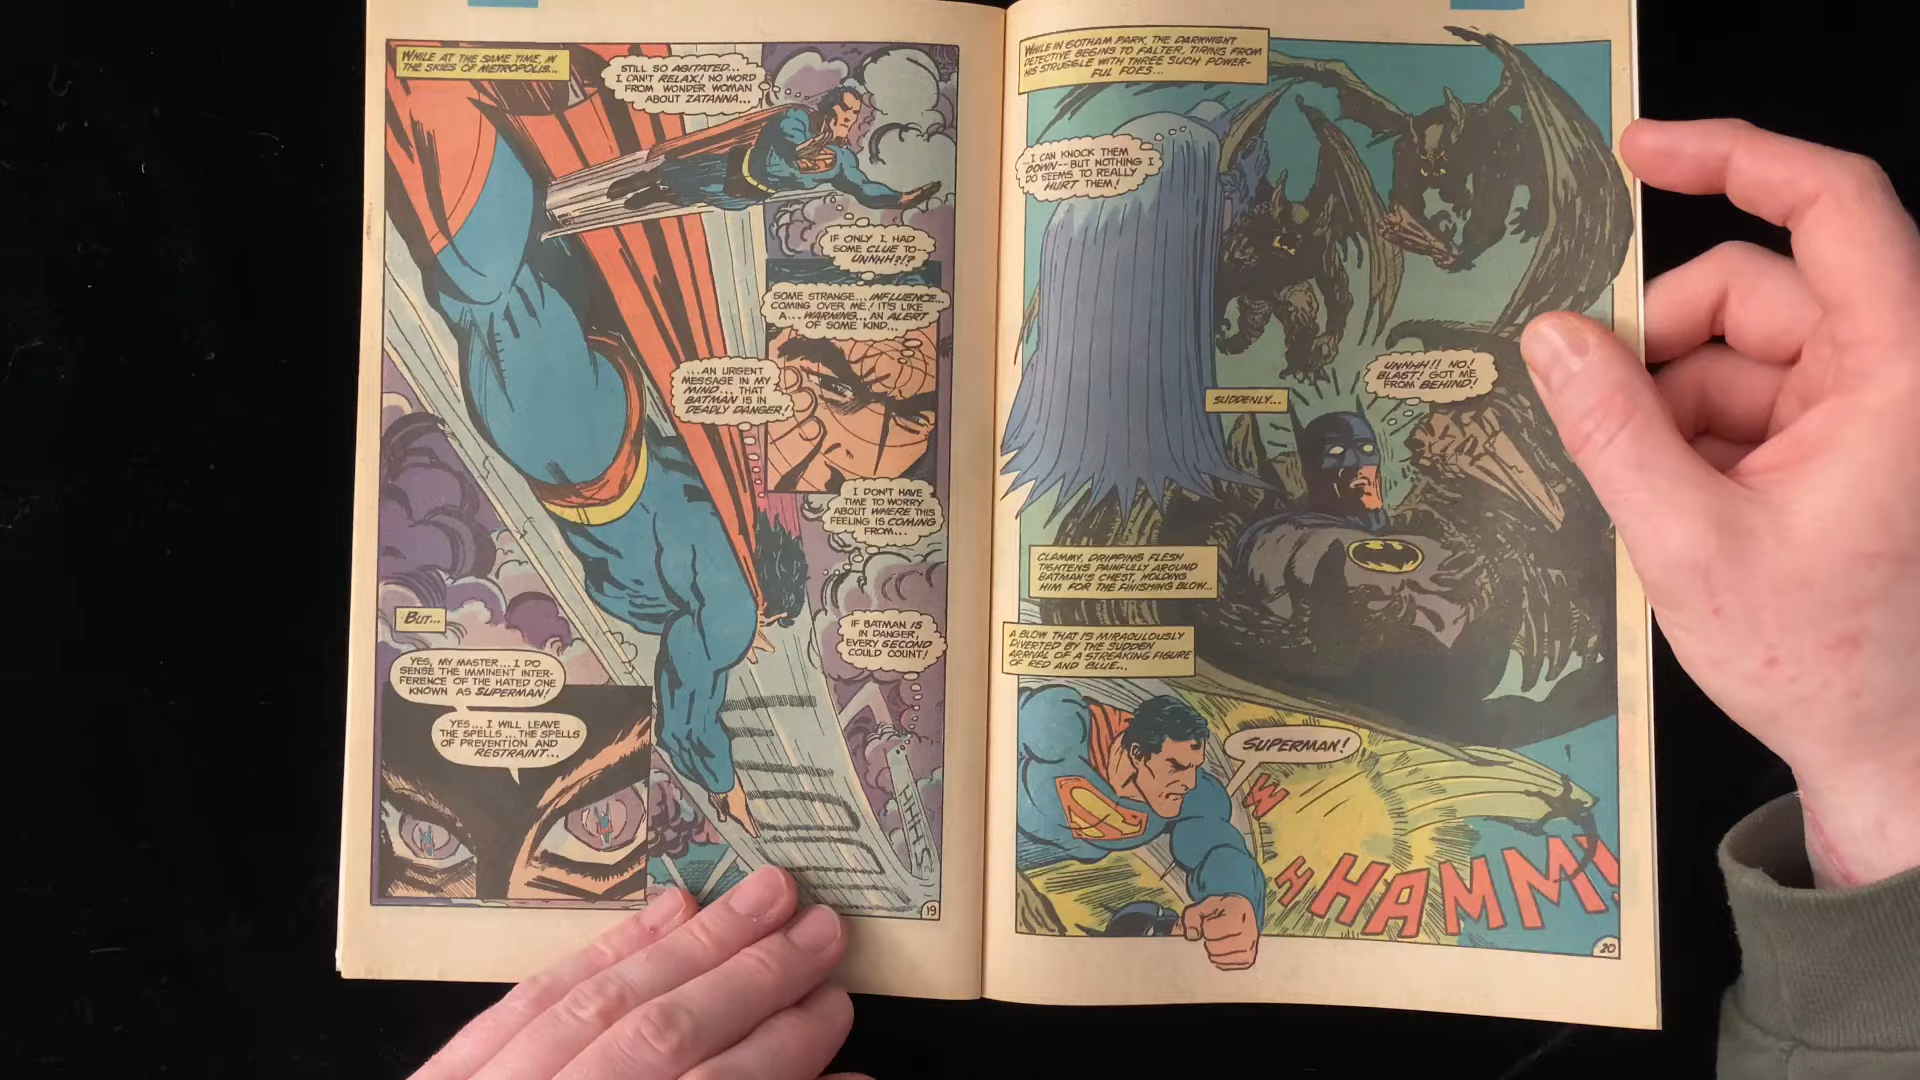 WHILE AT THE SAME TIME, IN
THE SKIES OF METROPOLIS...
STILL SO AGITATED...
I CAN'T RELAX! NO WORD
FROM WONDER WOMAN
ABOUT ZATANNA...
IF ONLY I HAD
SOME CLUE TO--
UNNHH?!?
SOME STRANGE...INFLUENCE...
COMING OVER ME! IT'S LIKE
A...WARNING...AN ALERT
OF SOME KIND...
...AN URGENT
MESSAGE IN MY
MIND...THAT
BATMAN IS IN
DEADLY DANGER!
I DON'T HAVE
TIME TO WORRY
ABOUT WHERE THIS
FEELING IS COMING
FROM...
IF BATMAN IS
IN DANGER,
EVERY SECOND
COULD COUNT!
BUT...
YES, MY MASTER...I DO
SENSE THE IMMINENT INTER-
FERENCE OF THE HATED ONE
KNOWN AS SUPERMAN!
YES...I WILL LEAVE
THE SPELLS...THE SPELLS
OF PREVENTION AND
RESTRAINT...
19
WHILE IN GOTHAM PARK, THE DARKNIGHT
DETECTIVE BEGINS TO FALTER, TIRING FROM
HIS STRUGGLE WITH THREE SUCH POWER-
FUL FOES...
...I CAN KNOCK THEM
DOWN--BUT NOTHING I
DO SEEMS TO REALLY
HURT THEM!
SUDDENLY...
UNNHH!! NO!
BLAST! GOT ME
FROM BEHIND!
CLAMMY, DRIPPING FLESH
TIGHTENS PAINFULLY AROUND
BATMAN'S CHEST, HOLDING
HIM FOR THE FINISHING BLOW...
A BLOW THAT IS MIRACULOUSLY
DIVERTED BY THE SUDDEN
ARRIVAL OF A STREAKING FIGURE
OF RED AND BLUE...
SUPERMAN!
WHHAMM!
20